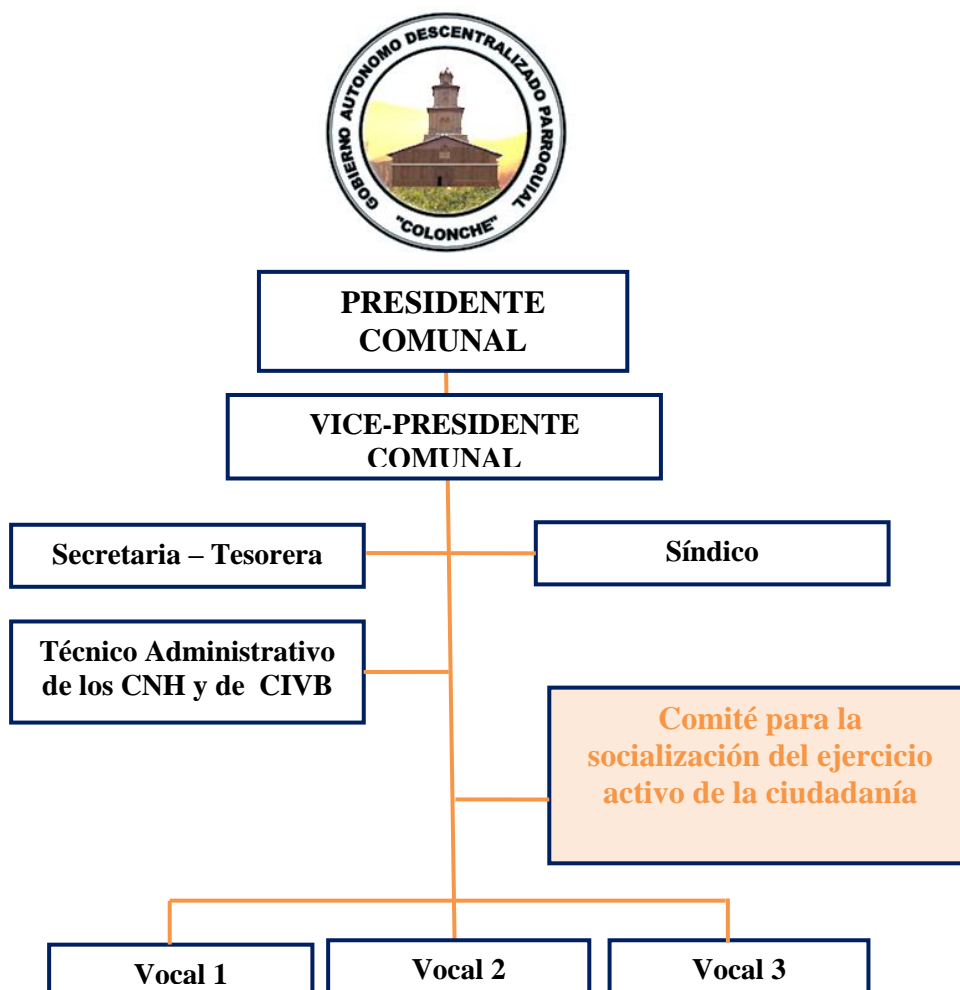 GOBIERNO AUTONOMO DESCENTRALIZADO PARROQUIAL
"COLONCHE"
PRESIDENTE
COMUNAL
VICE-PRESIDENTE
COMUNAL
Secretaria – Tesorera
Síndico
Técnico Administrativo
de los CNH y de CIVB
Comité para la
socialización del ejercicio
activo de la ciudadanía
Vocal 1
Vocal 2
Vocal 3